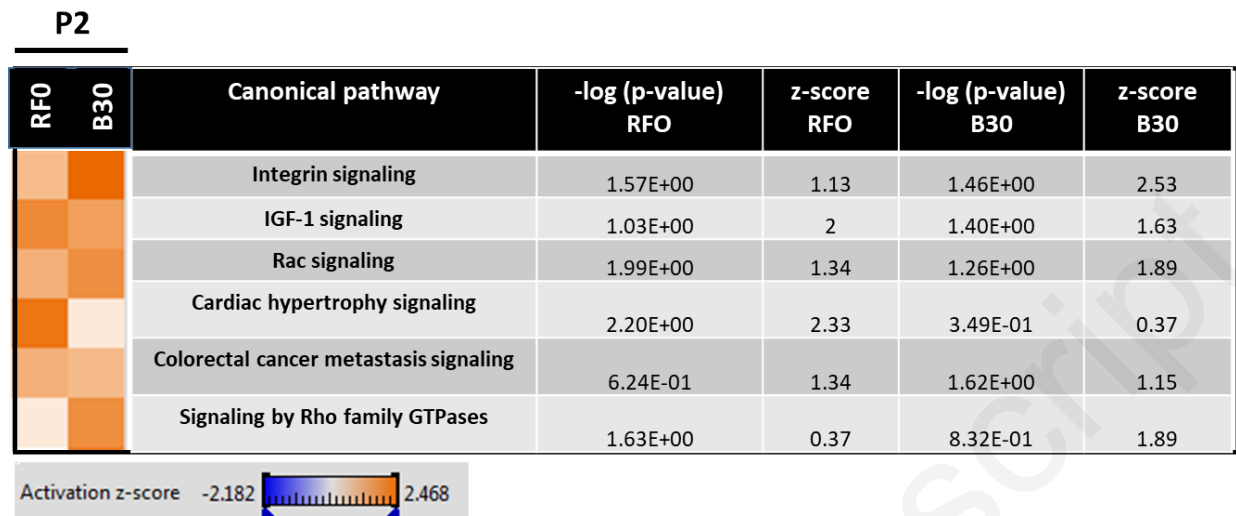 P2
RFO B30 Canonical pathway -log (p-value) RFO z-score RFO -log (p-value) B30 z-score B30
Integrin signaling 1.57E+00 1.13 1.46E+00 2.53
IGF-1 signaling 1.03E+00 2 1.40E+00 1.63
Rac signaling 1.99E+00 1.34 1.26E+00 1.89
Cardiac hypertrophy signaling 2.20E+00 2.33 3.49E-01 0.37
Colorectal cancer metastasis signaling 6.24E-01 1.34 1.62E+00 1.15
Signaling by Rho family GTPases 1.63E+00 0.37 8.32E-01 1.89
Activation z-score -2.182 2.468
script